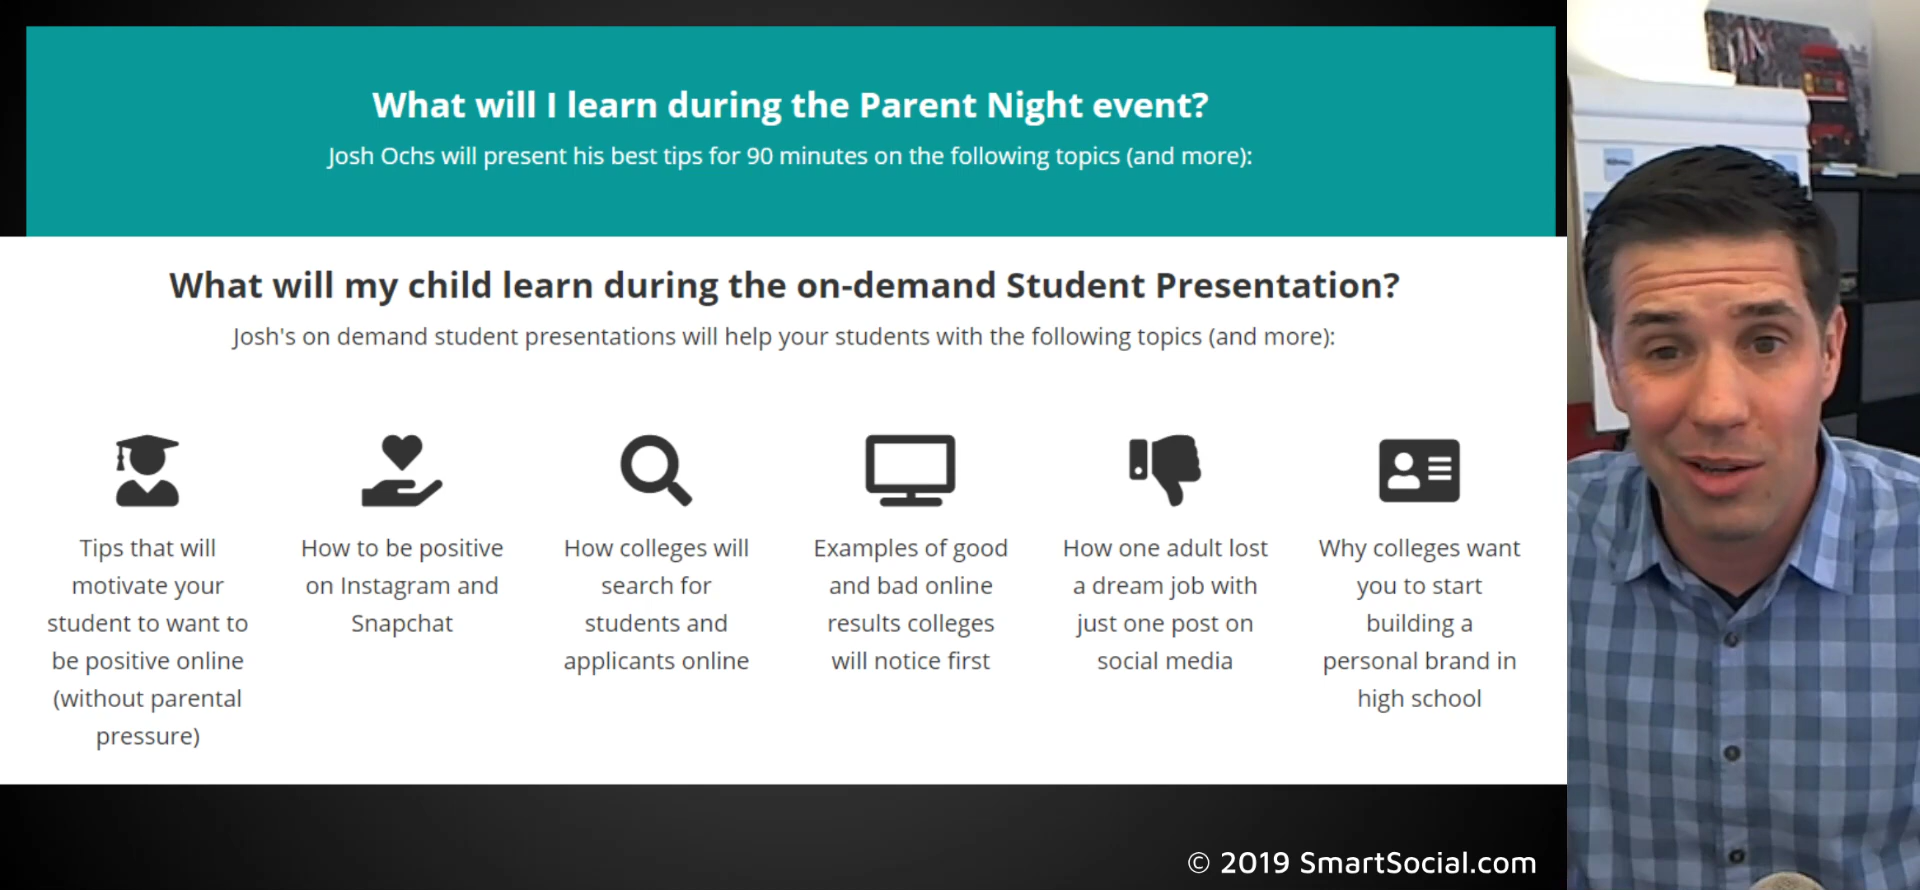 What will I learn during the Parent Night event?
Josh Ochs will present his best tips for 90 minutes on the following topics (and more):
What will my child learn during the on-demand Student Presentation?
Josh's on demand student presentations will help your students with the following topics (and more):
Tips that will
motivate your
student to want to
be positive online
(without parental
pressure)
How to be positive
on Instagram and
Snapchat
How colleges will
search for
students and
applicants online
Examples of good
and bad online
results colleges
will notice first
How one adult lost
a dream job with
just one post on
social media
Why colleges want
you to start
building a
personal brand in
high school
© 2019 SmartSocial.com